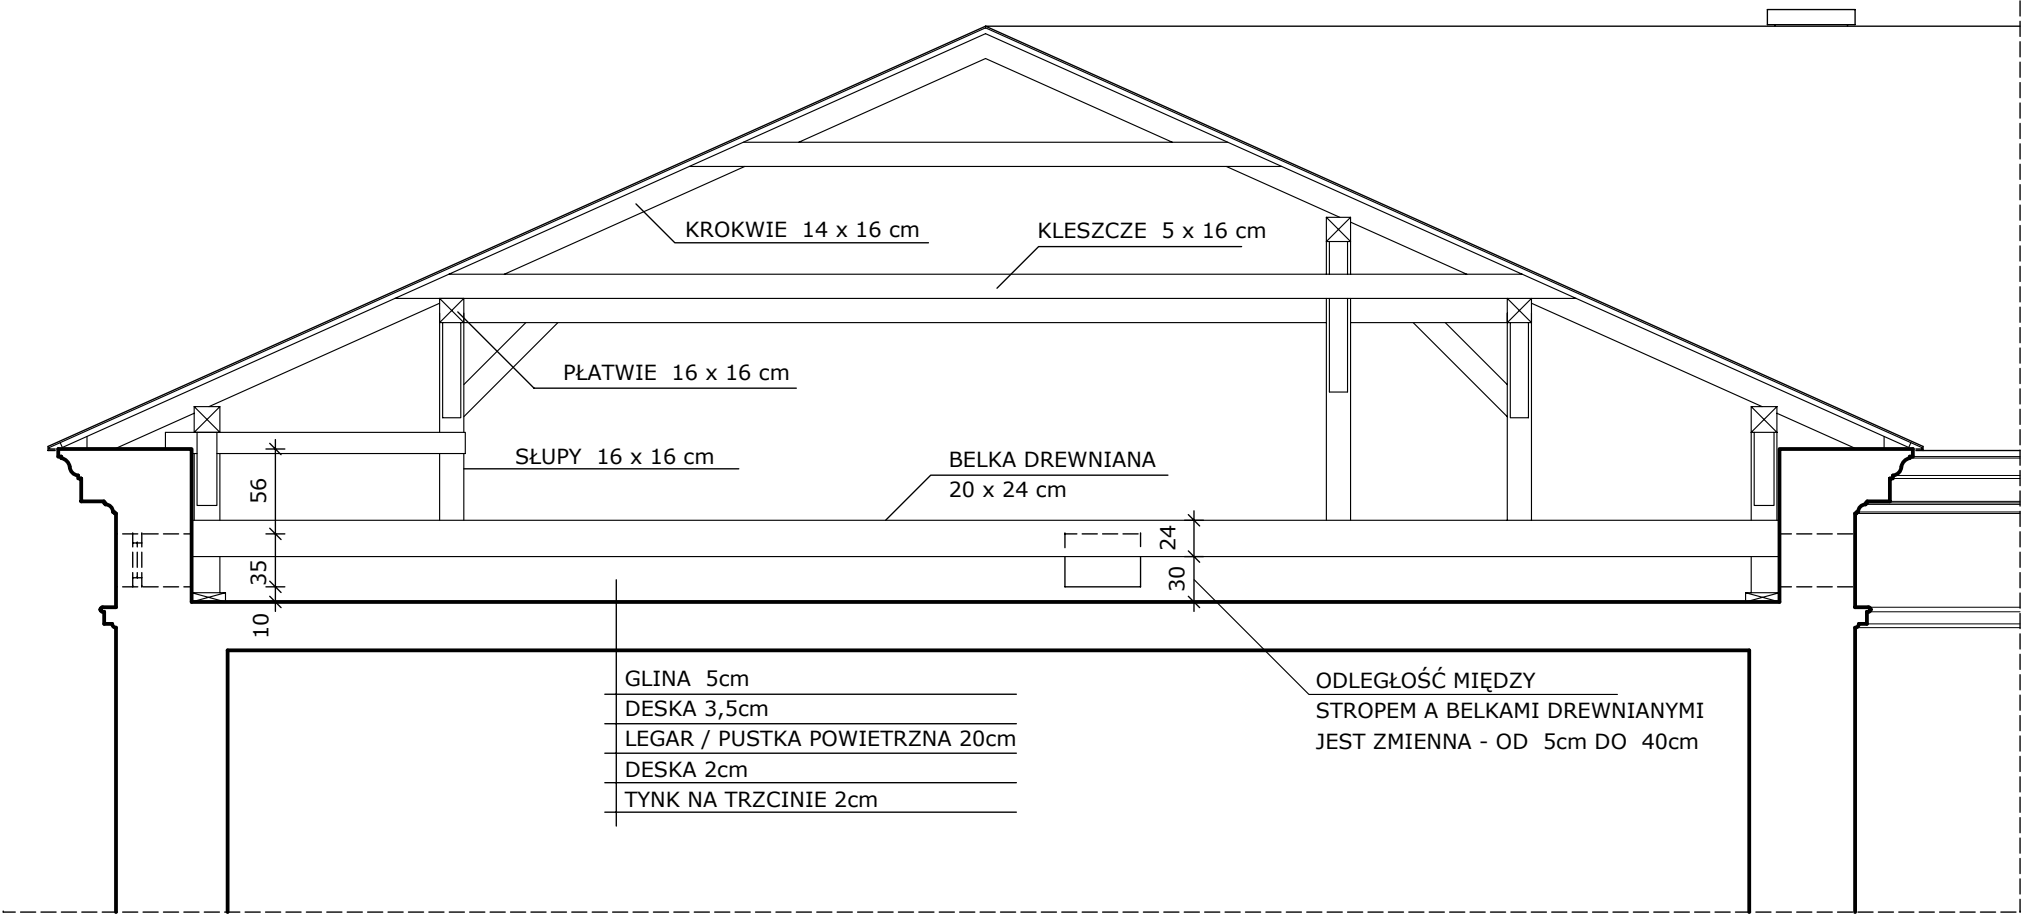 KROKWIE 14 x 16 cm
KLESZCZE 5 x 16 cm
PŁATWIE 16 x 16 cm
SŁUPY 16 x 16 cm
BELKA DREWNIANA
20 x 24 cm
56
35
10
24
30
GLINA 5cm
DESKA 3,5cm
LEGAR / PUSTKA POWIETRZNA 20cm
DESKA 2cm
TYNK NA TRZCINIE 2cm
ODLEGŁOŚĆ MIĘDZY
STROPEM A BELKAMI DREWNIANYMI
JEST ZMIENNA - OD 5cm DO 40cm